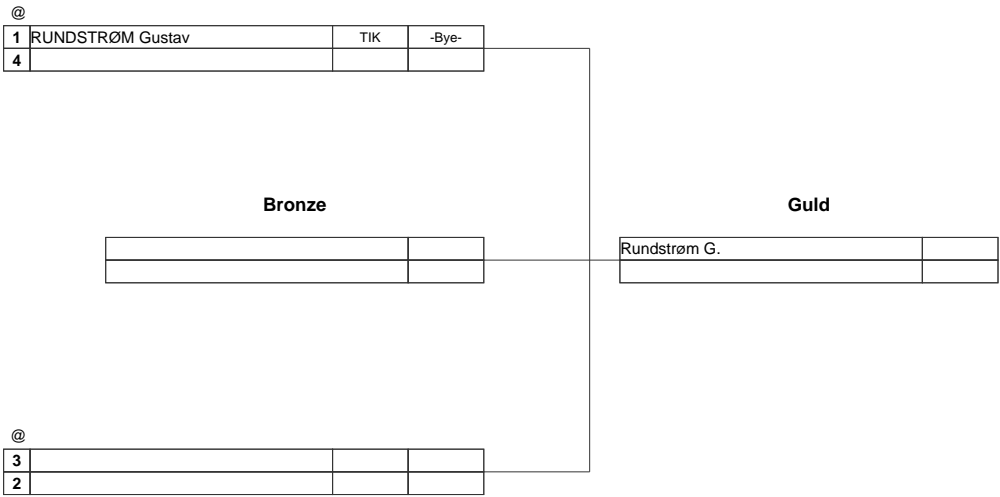 @
1 RUNDSTRØM Gustav TIK -Bye-
4
Bronze Guld
Rundstrøm G.
@
3
2